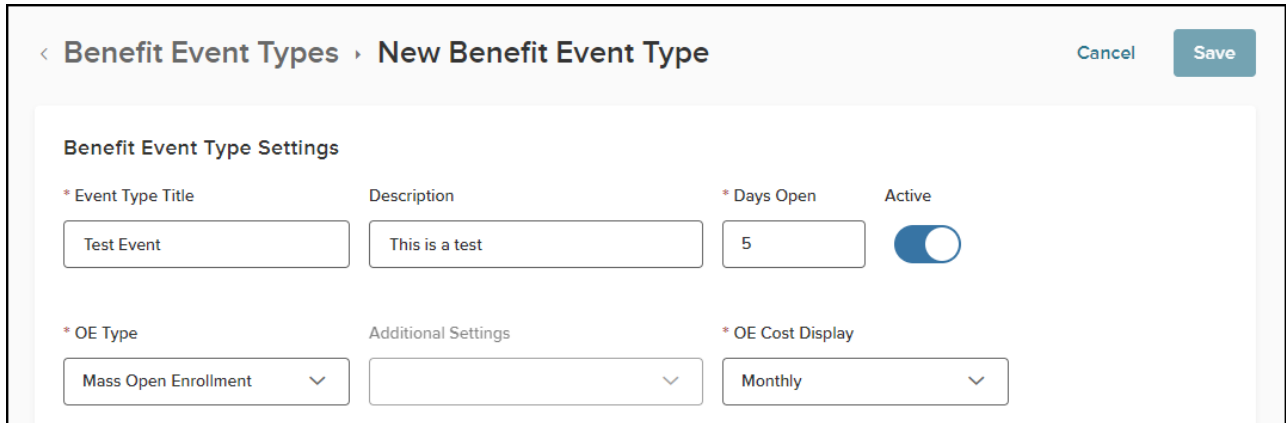 Benefit Event Types New Benefit Event Type Cancel Save
Benefit Event Type Settings
* Event Type Title Description * Days Open Active
Test Event This is a test 5
* OE Type Additional Settings * OE Cost Display
Mass Open Enrollment Monthly